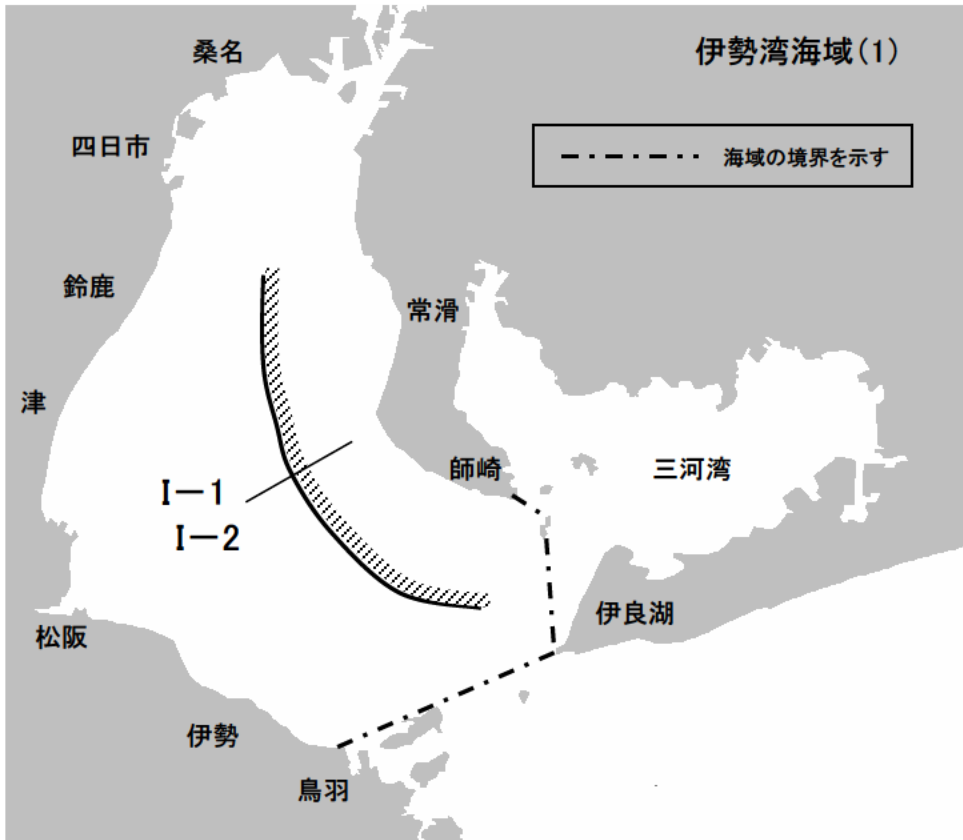 伊勢湾海域(1)
桑名
四日市
海域の境界を示す
鈴鹿
常滑
津
師崎
三河湾
I-1
I-2
伊良湖
松阪
伊勢
鳥羽